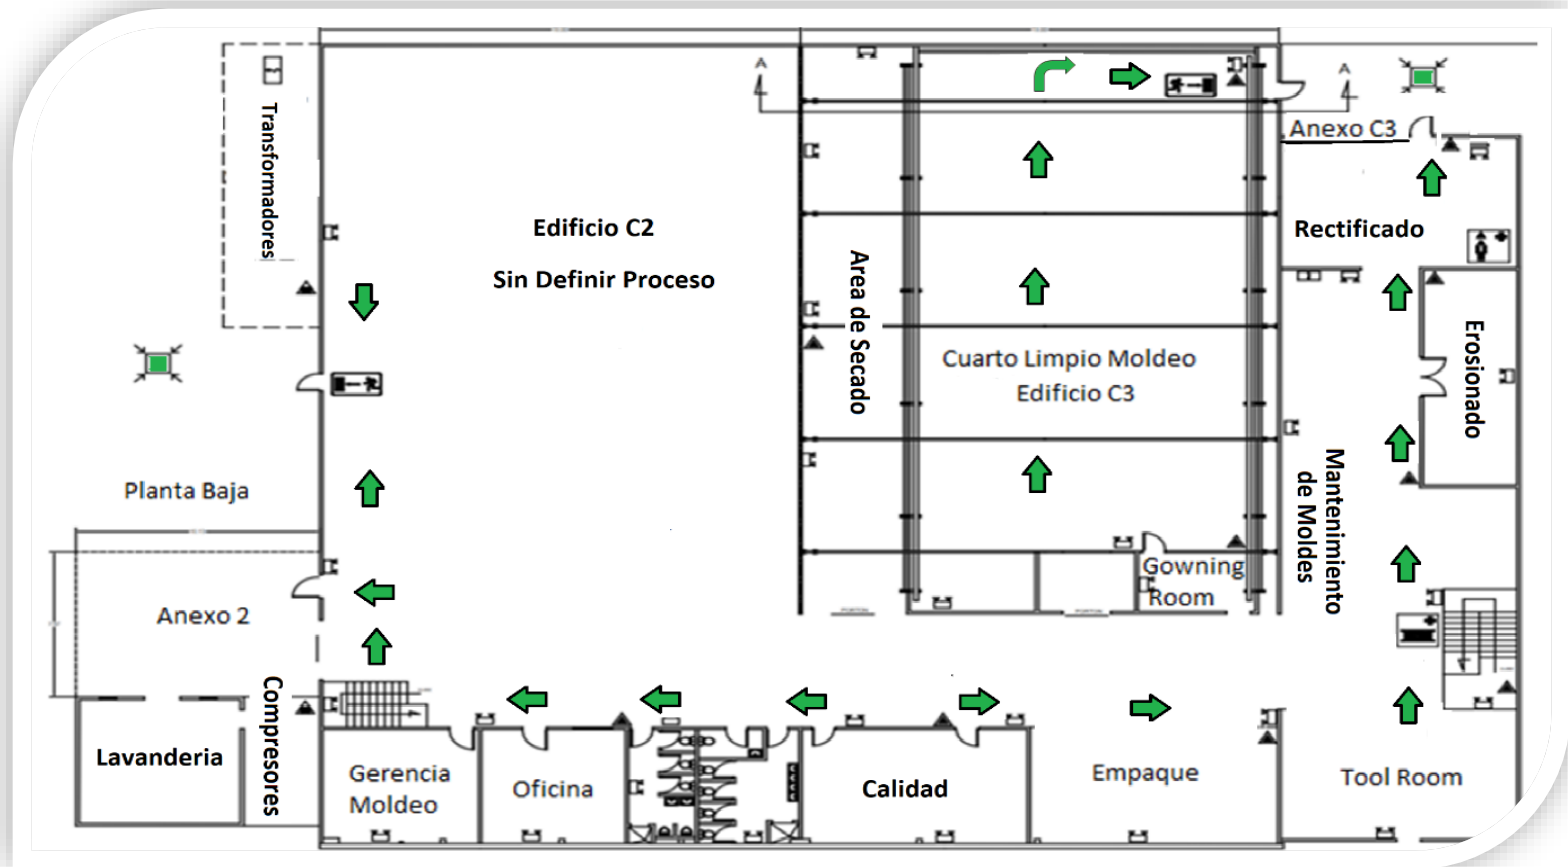 A
A
Transformadores
Anexo C3
Edificio C2
Sin Definir Proceso
Rectificado
Area de Secado
Cuarto Limpio Moldeo
Edificio C3
Erosionado
Mantenimiento
de Moldes
Planta Baja
Gowning
Room
Anexo 2
Compresores
Lavanderia
Gerencia
Moldeo
Oficina
Calidad
Empaque
Tool Room